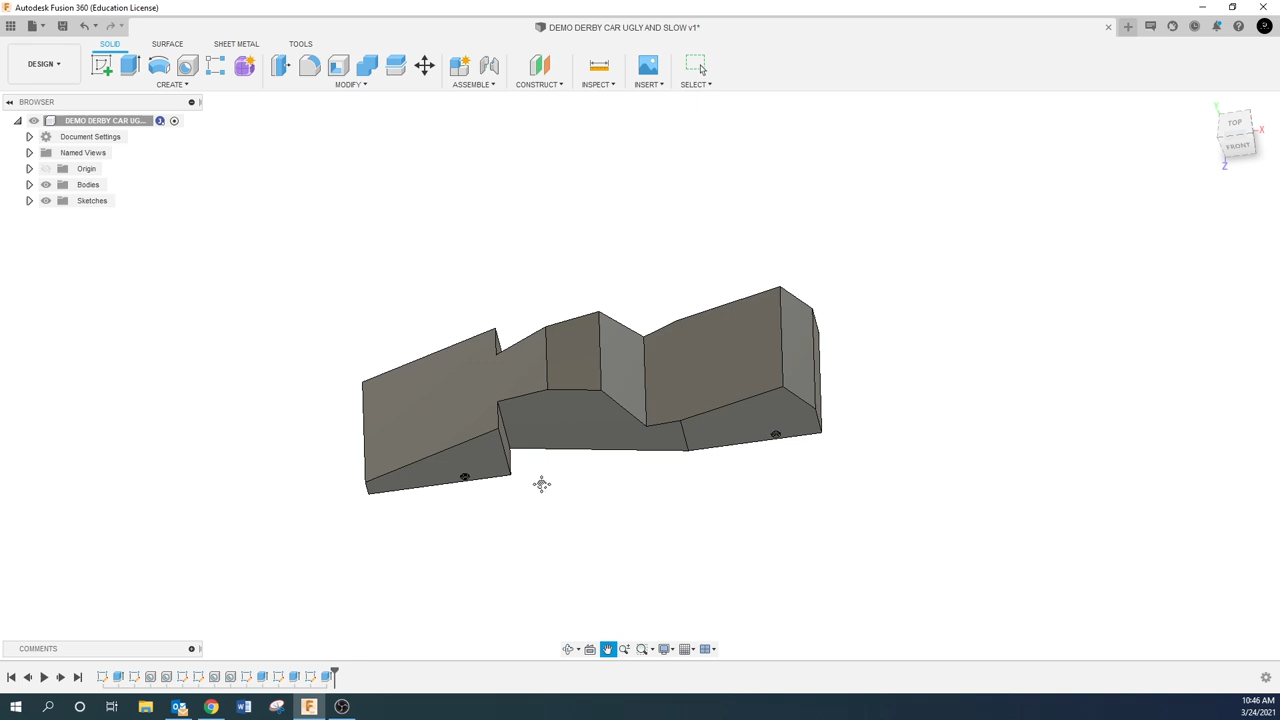 Autodesk Fusion 360 (Education License)
DEMO DERBY CAR UGLY AND SLOW v1*
DESIGN
SOLID SURFACE SHEET METAL TOOLS
CREATE MODIFY ASSEMBLE CONSTRUCT INSPECT INSERT SELECT
BROWSER
DEMO DERBY CAR UG...
Document Settings
Named Views
Origin
Bodies
Sketches
TOP
FRONT
Y
X
Z
COMMENTS
10:46 AM
3/24/2021